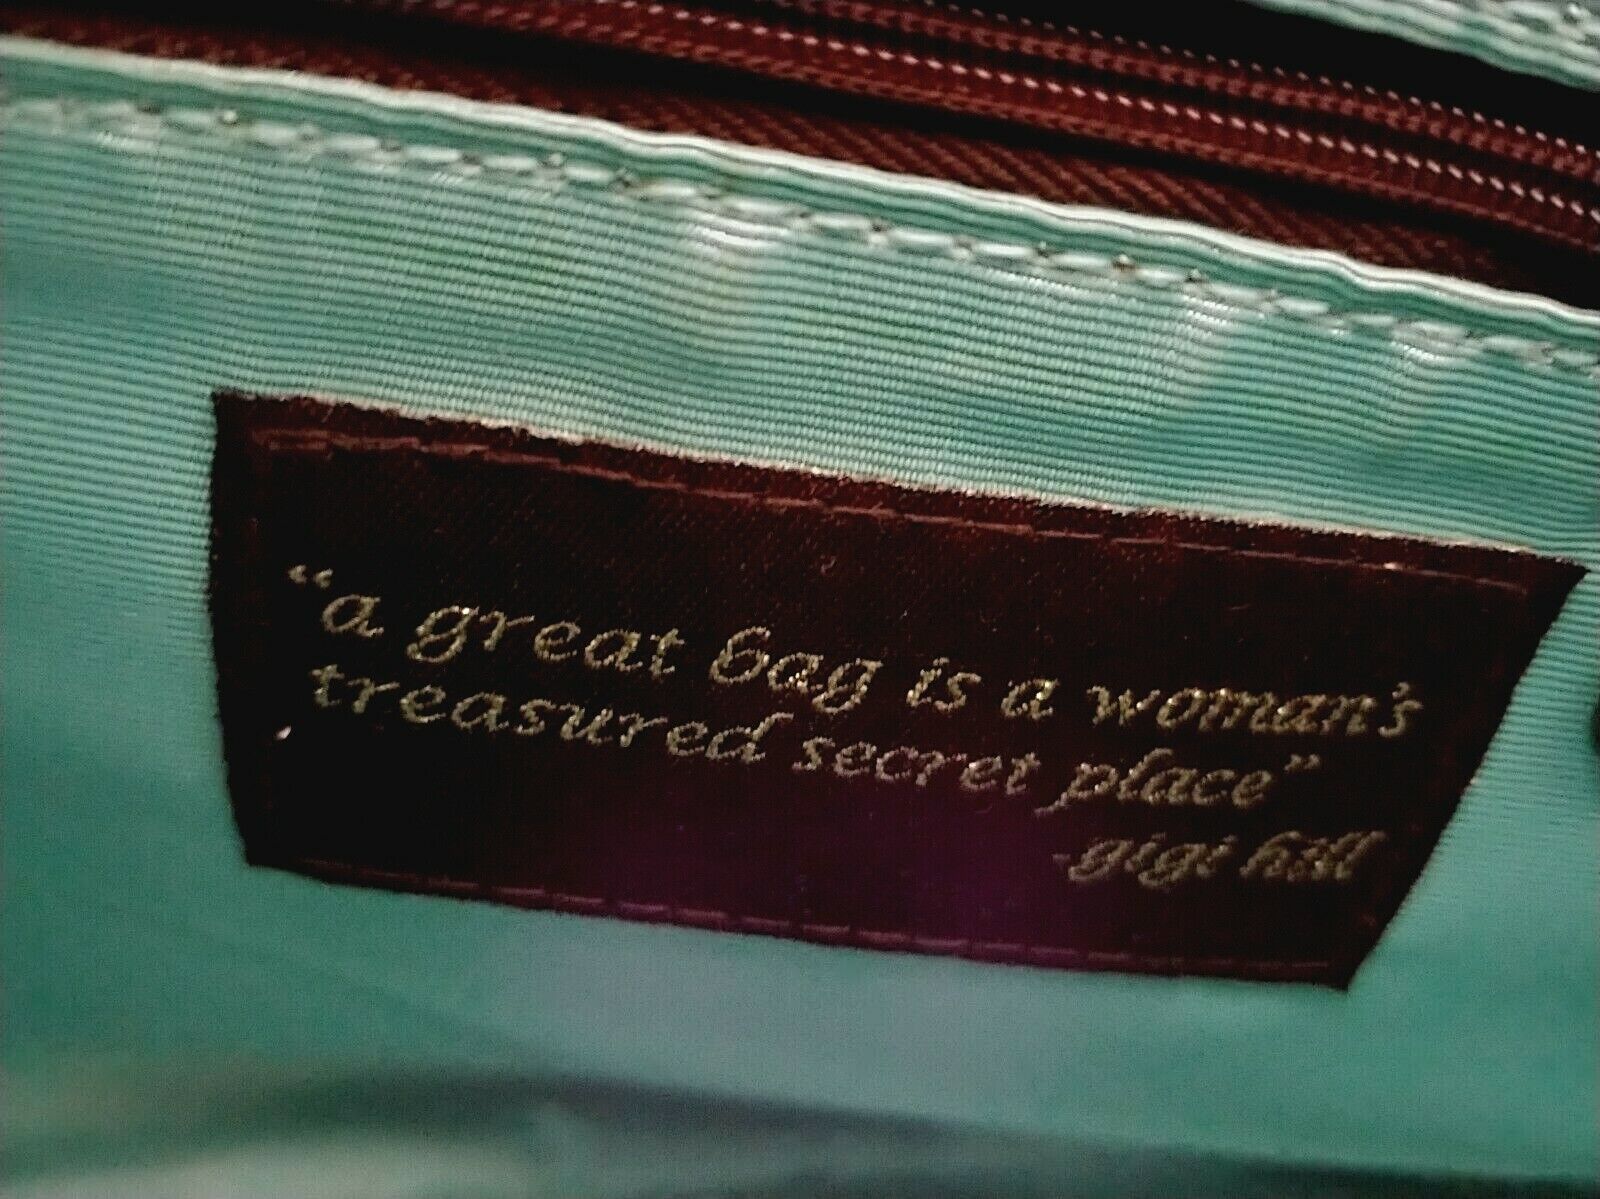 “a great bag is a woman's
treasured secret place”
-gigi hill